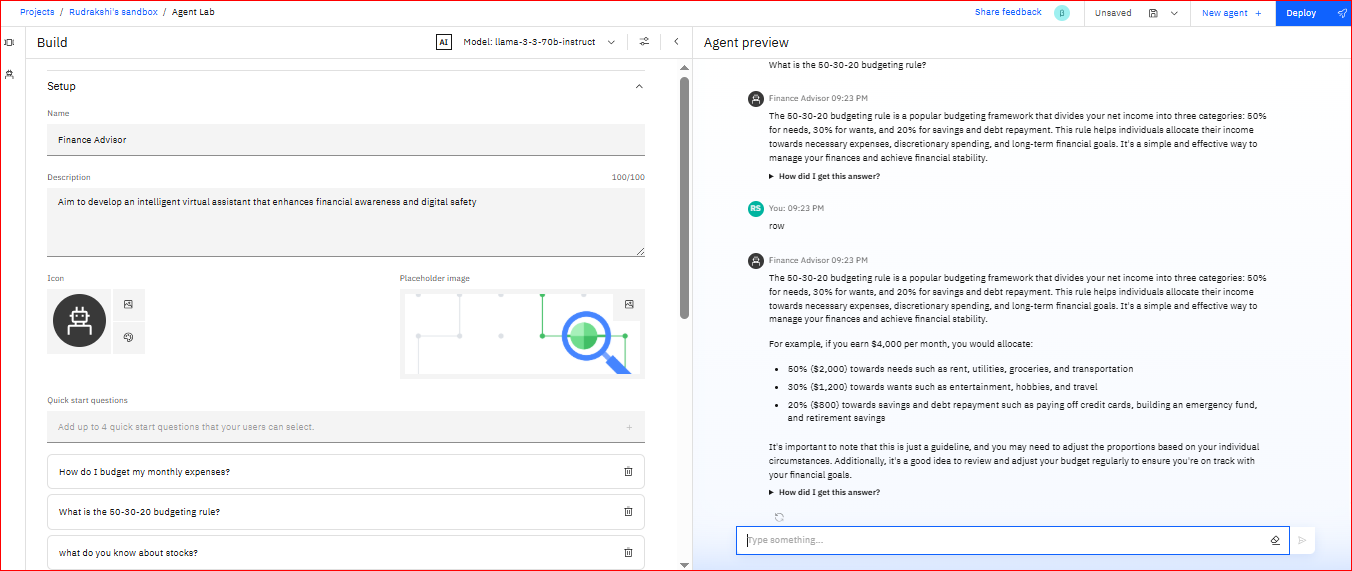 Projects / Rudrakshi's sandbox / Agent Lab
Share feedback
Unsaved
New agent +
Deploy
Build
AI Model: llama-3-3-70b-instruct
Setup
Name
Finance Advisor
Description 100/100
Aim to develop an intelligent virtual assistant that enhances financial awareness and digital safety
Icon
Placeholder image
Quick start questions
Add up to 4 quick start questions that your users can select. +
How do I budget my monthly expenses?
What is the 50-30-20 budgeting rule?
what do you know about stocks?
Agent preview
What is the 50-30-20 budgeting rule?
Finance Advisor 09:23 PM
The 50-30-20 budgeting rule is a popular budgeting framework that divides your net income into three categories: 50%
for needs, 30% for wants, and 20% for savings and debt repayment. This rule helps individuals allocate their income
towards necessary expenses, discretionary spending, and long-term financial goals. It's a simple and effective way to
manage your finances and achieve financial stability.
How did I get this answer?
RS You: 09:23 PM
row
Finance Advisor 09:23 PM
The 50-30-20 budgeting rule is a popular budgeting framework that divides your net income into three categories: 50%
for needs, 30% for wants, and 20% for savings and debt repayment. This rule helps individuals allocate their income
towards necessary expenses, discretionary spending, and long-term financial goals. It's a simple and effective way to
manage your finances and achieve financial stability.
For example, if you earn $4,000 per month, you would allocate:
• 50% ($2,000) towards needs such as rent, utilities, groceries, and transportation
• 30% ($1,200) towards wants such as entertainment, hobbies, and travel
• 20% ($800) towards savings and debt repayment such as paying off credit cards, building an emergency fund,
and retirement savings
It's important to note that this is just a guideline, and you may need to adjust the proportions based on your individual
circumstances. Additionally, it's a good idea to review and adjust your budget regularly to ensure you're on track with
your financial goals.
How did I get this answer?
Type something...